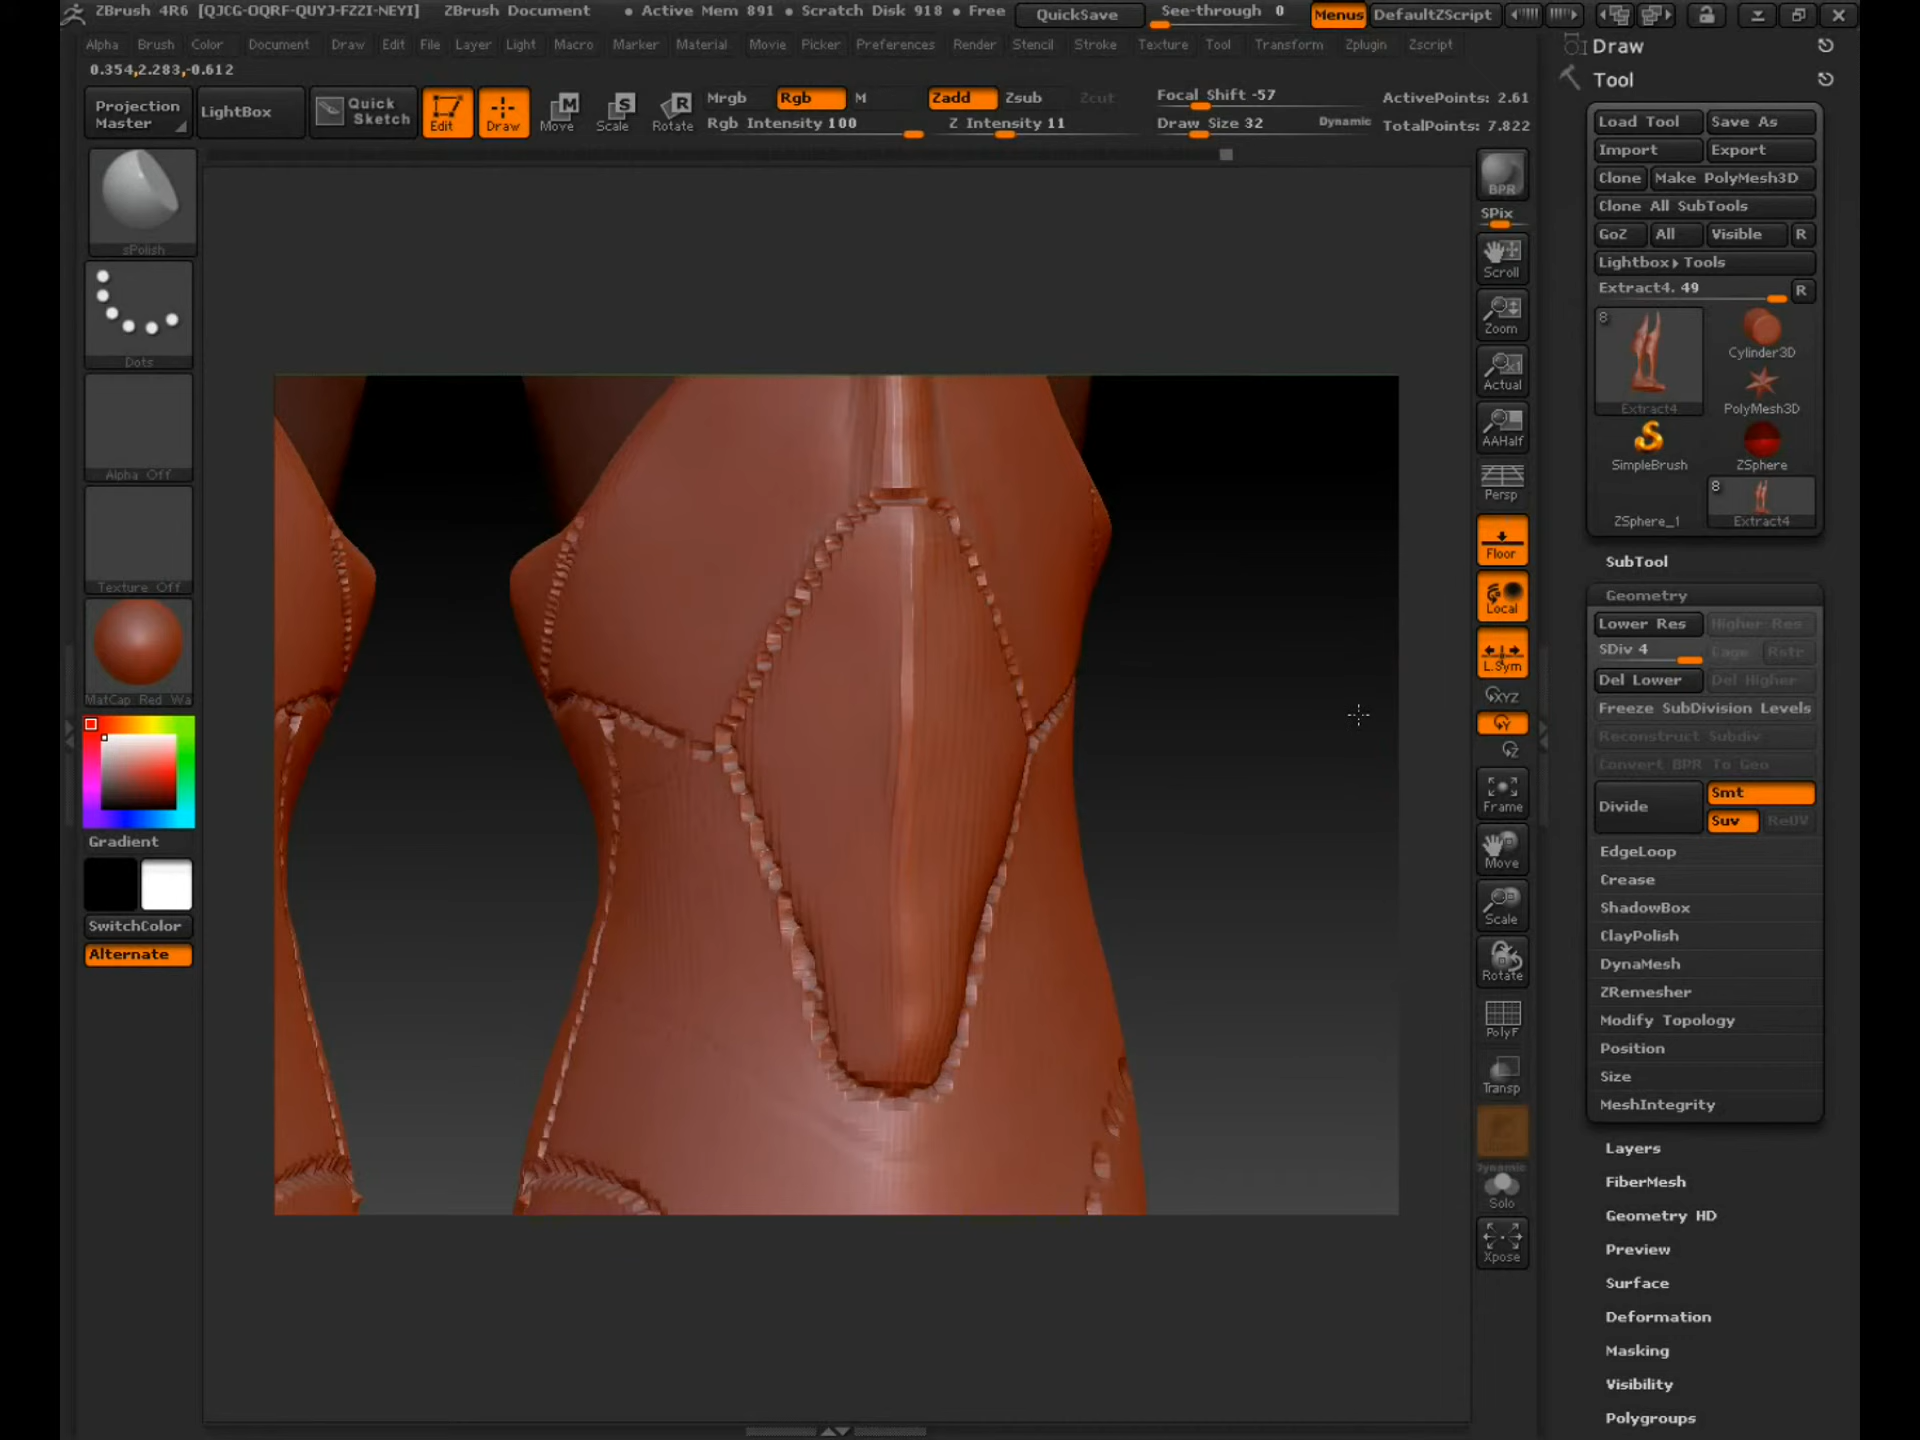 ZBrush 4R6 [QJCG-OQRF-QUYJ-FZZI-NEYI] ZBrush Document • Active Mem 891 • Scratch Disk 918 • Free QuickSave See-through 0 Menus DefaultZScript
Alpha Brush Color Document Draw Edit File Layer Light Macro Marker Material Movie Picker Preferences Render Stencil Stroke Texture Tool Transform Zplugin Zscript
0.354,2.283,-0.612
Projection Master
LightBox
Quick Sketch
Edit
Draw
Move
Scale
Rotate
Mrgb Rgb M Zadd Zsub Zcut
Rgb Intensity 100 Z Intensity 11
Focal Shift -57
Draw Size 32 Dynamic
ActivePoints: 2.61
TotalPoints: 7.822
sPolish
Dots
Alpha Off
Texture Off
MatCap Red Wa
Gradient
SwitchColor
Alternate
BPR
SPix
Scroll
Zoom
Actual
AAHalf
Persp
Floor
Local
L.Sym
XYZ
Y
Z
Frame
Move
Scale
Rotate
PolyF
Transp
Dynamic
Solo
Xpose
Draw
Tool
Load Tool Save As
Import Export
Clone Make PolyMesh3D
Clone All SubTools
GoZ All Visible R
Lightbox▸Tools
Extract4. 49 R
8
Extract4
Cylinder3D
PolyMesh3D
SimpleBrush
ZSphere
ZSphere_1
8
Extract4
SubTool
Geometry
Lower Res Higher Res
SDiv 4 Cage Rstr
Del Lower Del Higher
Freeze SubDivision Levels
Reconstruct Subdiv
Convert BPR To Geo
Divide
Smt
Suv ReUV
EdgeLoop
Crease
ShadowBox
ClayPolish
DynaMesh
ZRemesher
Modify Topology
Position
Size
MeshIntegrity
Layers
FiberMesh
Geometry HD
Preview
Surface
Deformation
Masking
Visibility
Polygroups